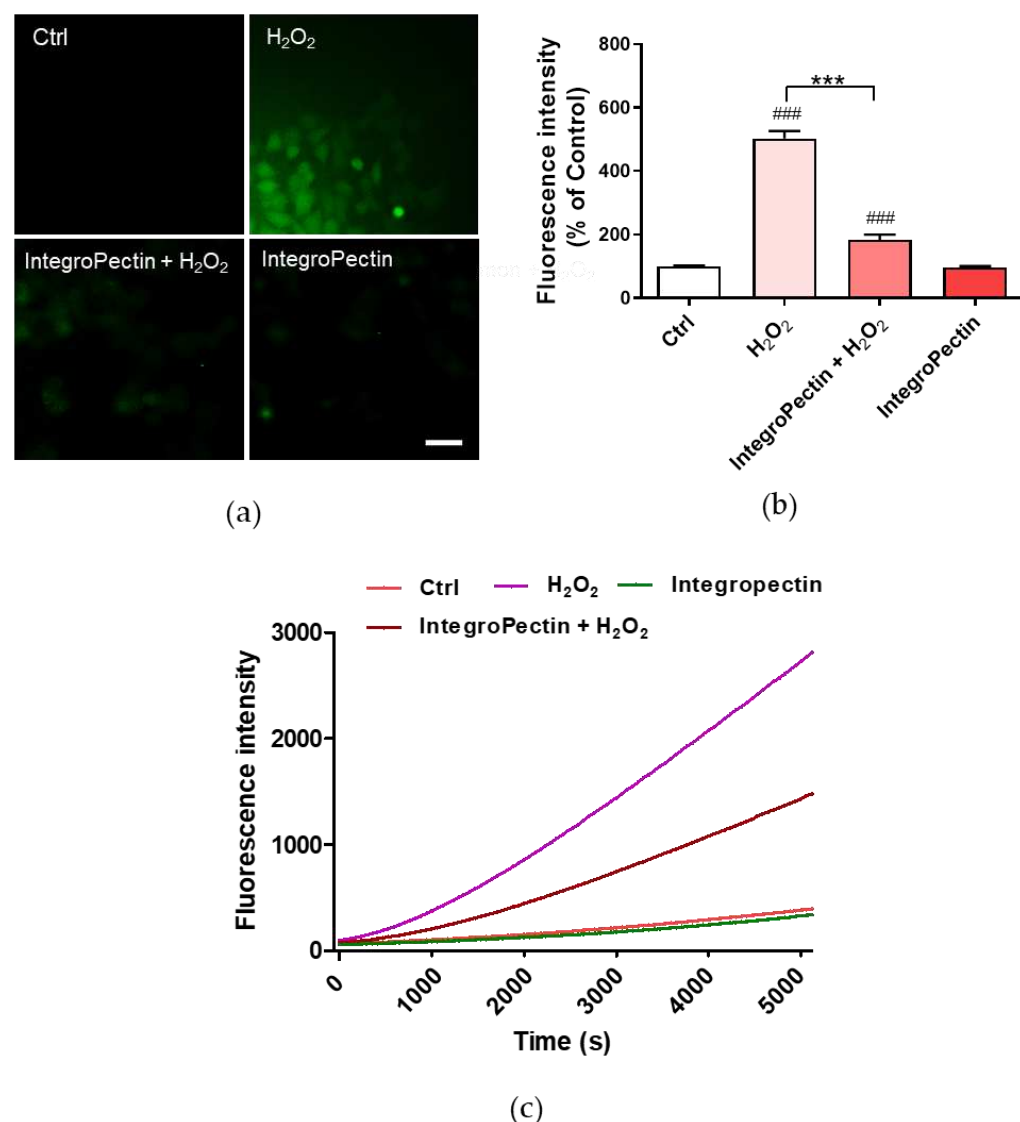 Ctrl
H₂O₂
IntegroPectin + H₂O₂
IntegroPectin
(a)
Fluorescence intensity
(% of Control)
800
600
400
200
0
***
###
###
Ctrl
H₂O₂
IntegroPectin + H₂O₂
IntegroPectin
(b)
Ctrl
H₂O₂
Integropectin
IntegroPectin + H₂O₂
Fluorescence intensity
3000
2000
1000
0
0
1000
2000
3000
4000
5000
Time (s)
(c)